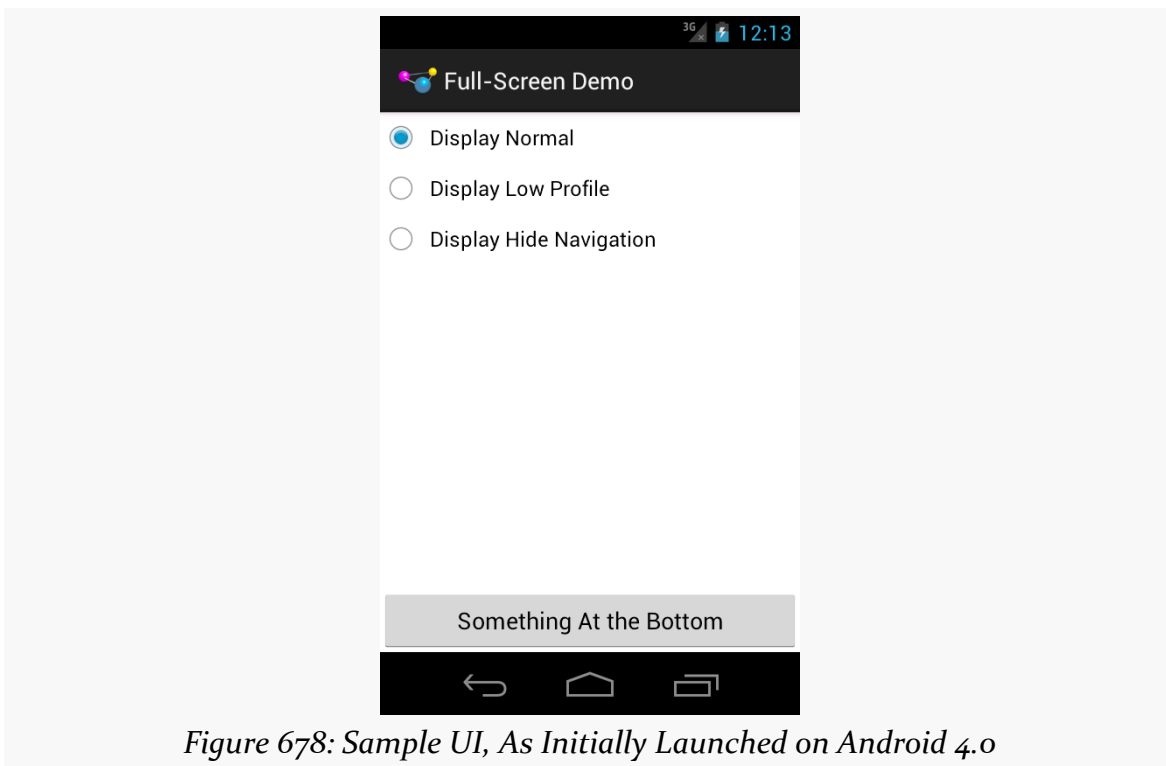 3G 12:13
Full-Screen Demo
Display Normal
Display Low Profile
Display Hide Navigation
Something At the Bottom
Figure 678: Sample UI, As Initially Launched on Android 4.0